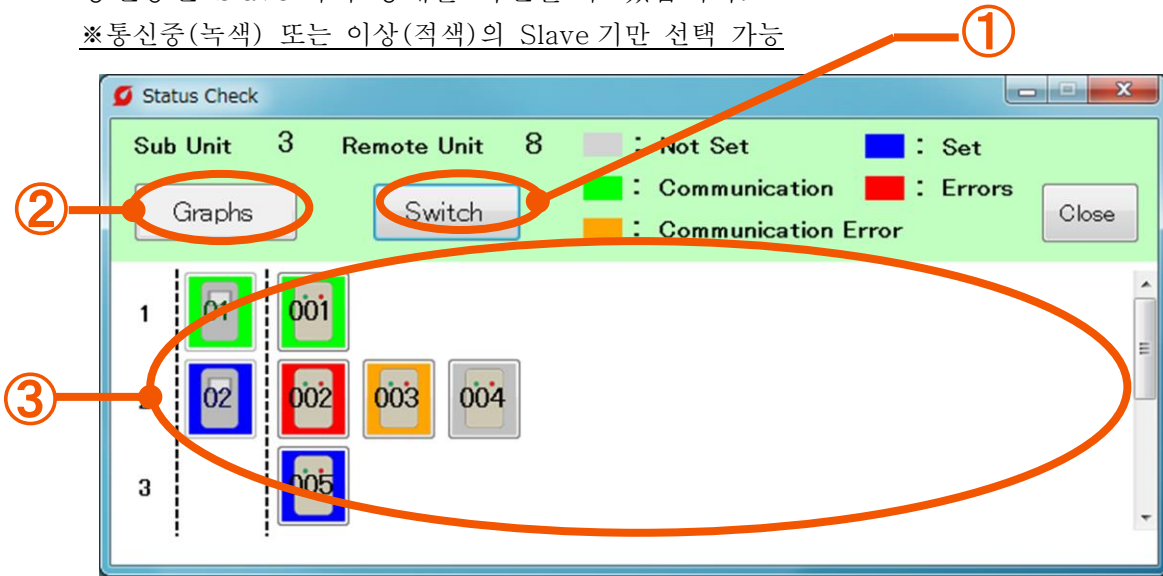 ※통신중(녹색) 또는 이상(적색)의 Slave 기만 선택 가능
①
Status Check
Sub Unit 3 Remote Unit 8 : Not Set : Set
② Graphs Switch : Communication : Errors
: Communication Error Close
1 01 001
③ 2 02 002 003 004
3 005